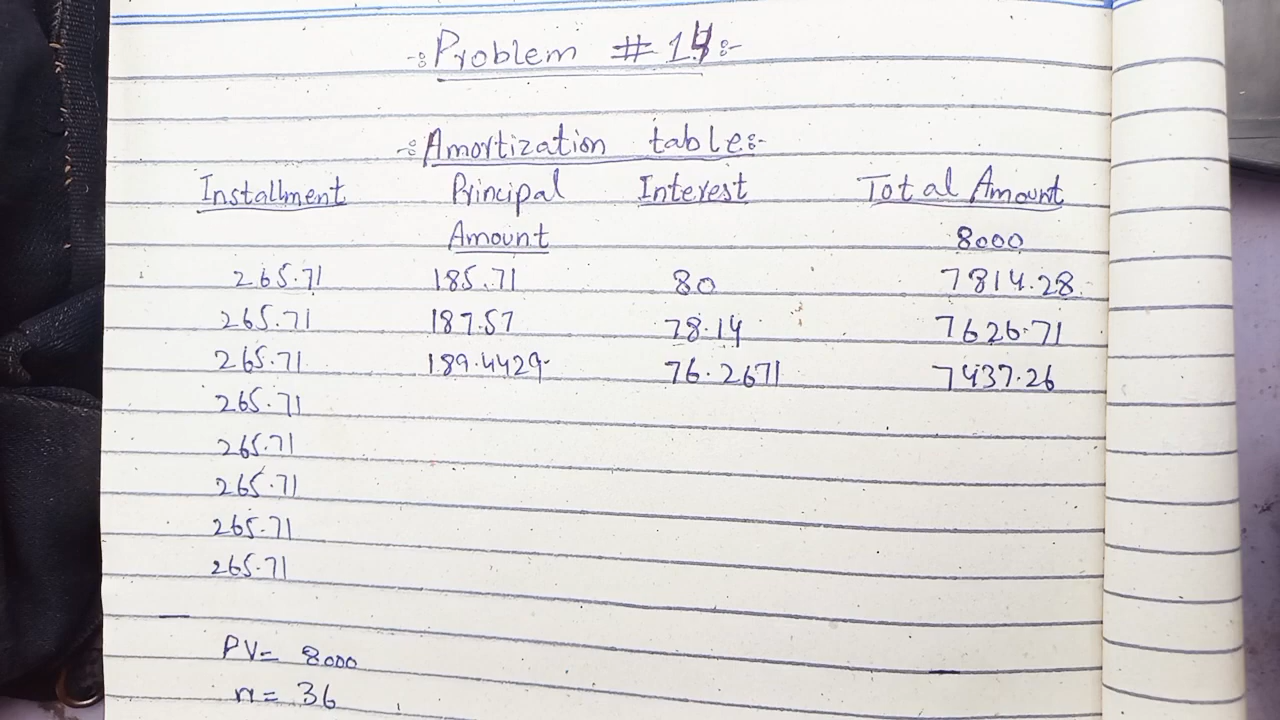 -:Problem # 14:-
-:Amortization table:-
Installment Principal Interest Total Amount
Amount 8000
265.71 185.71 80 7814.28
265.71 187.57 78.14 7626.71
265.71 189.4429 76.2671 7437.26
265.71
265.71
265.71
265.71
265.71
PV= 8000
n= 36